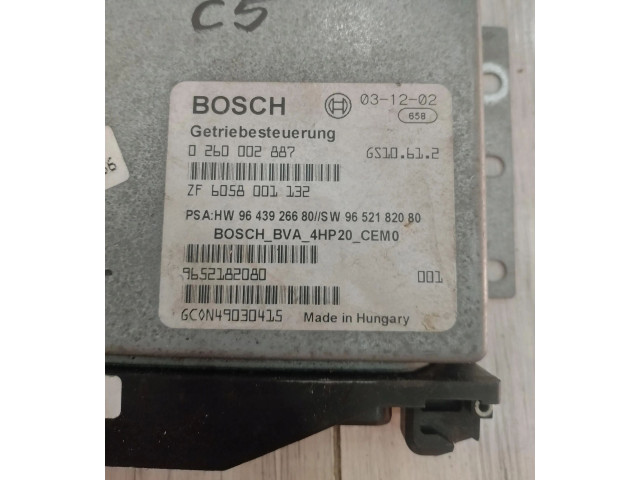 C5
BOSCH 03-12-02
658
Getriebesteuerung
0 260 002 887 GS10.61.2
ZF 6058 001 132
PSA:HW 96 439 266 80//SW 96 521 820 80
BOSCH_BVA_4HP20_CEM0
9652182080 001
GC0N49030415 Made in Hungary